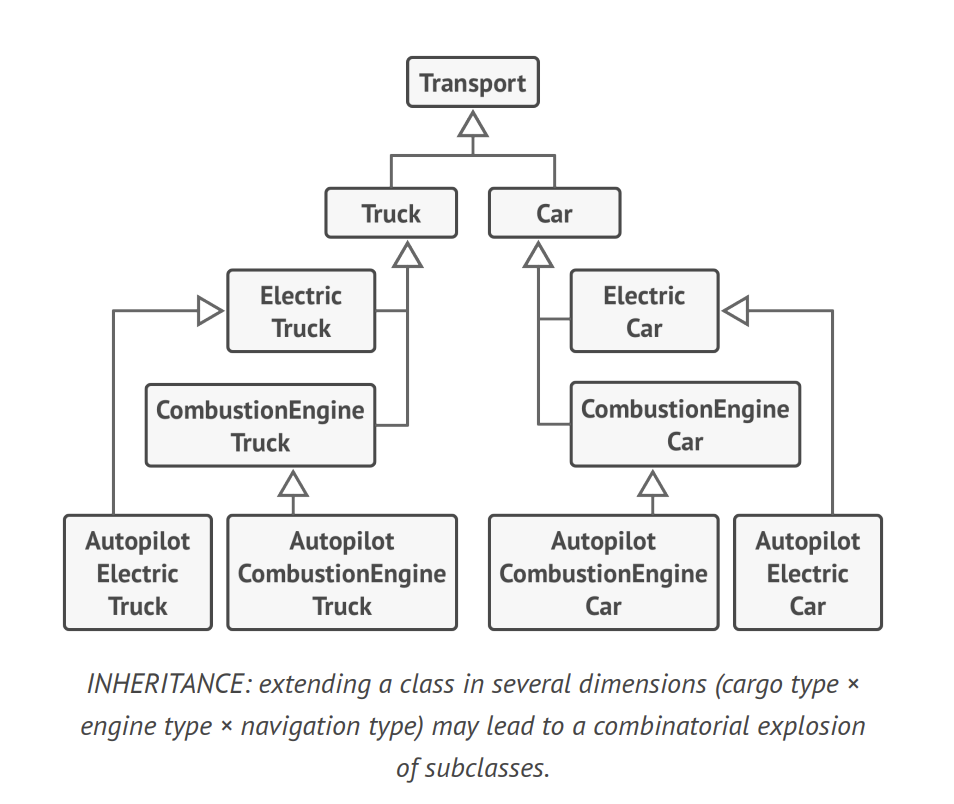 Transport
Truck
Car
Electric
Truck
Electric
Car
CombustionEngine
Truck
CombustionEngine
Car
Autopilot
Electric
Truck
Autopilot
CombustionEngine
Truck
Autopilot
CombustionEngine
Car
Autopilot
Electric
Car
INHERITANCE: extending a class in several dimensions (cargo type ×
engine type × navigation type) may lead to a combinatorial explosion
of subclasses.